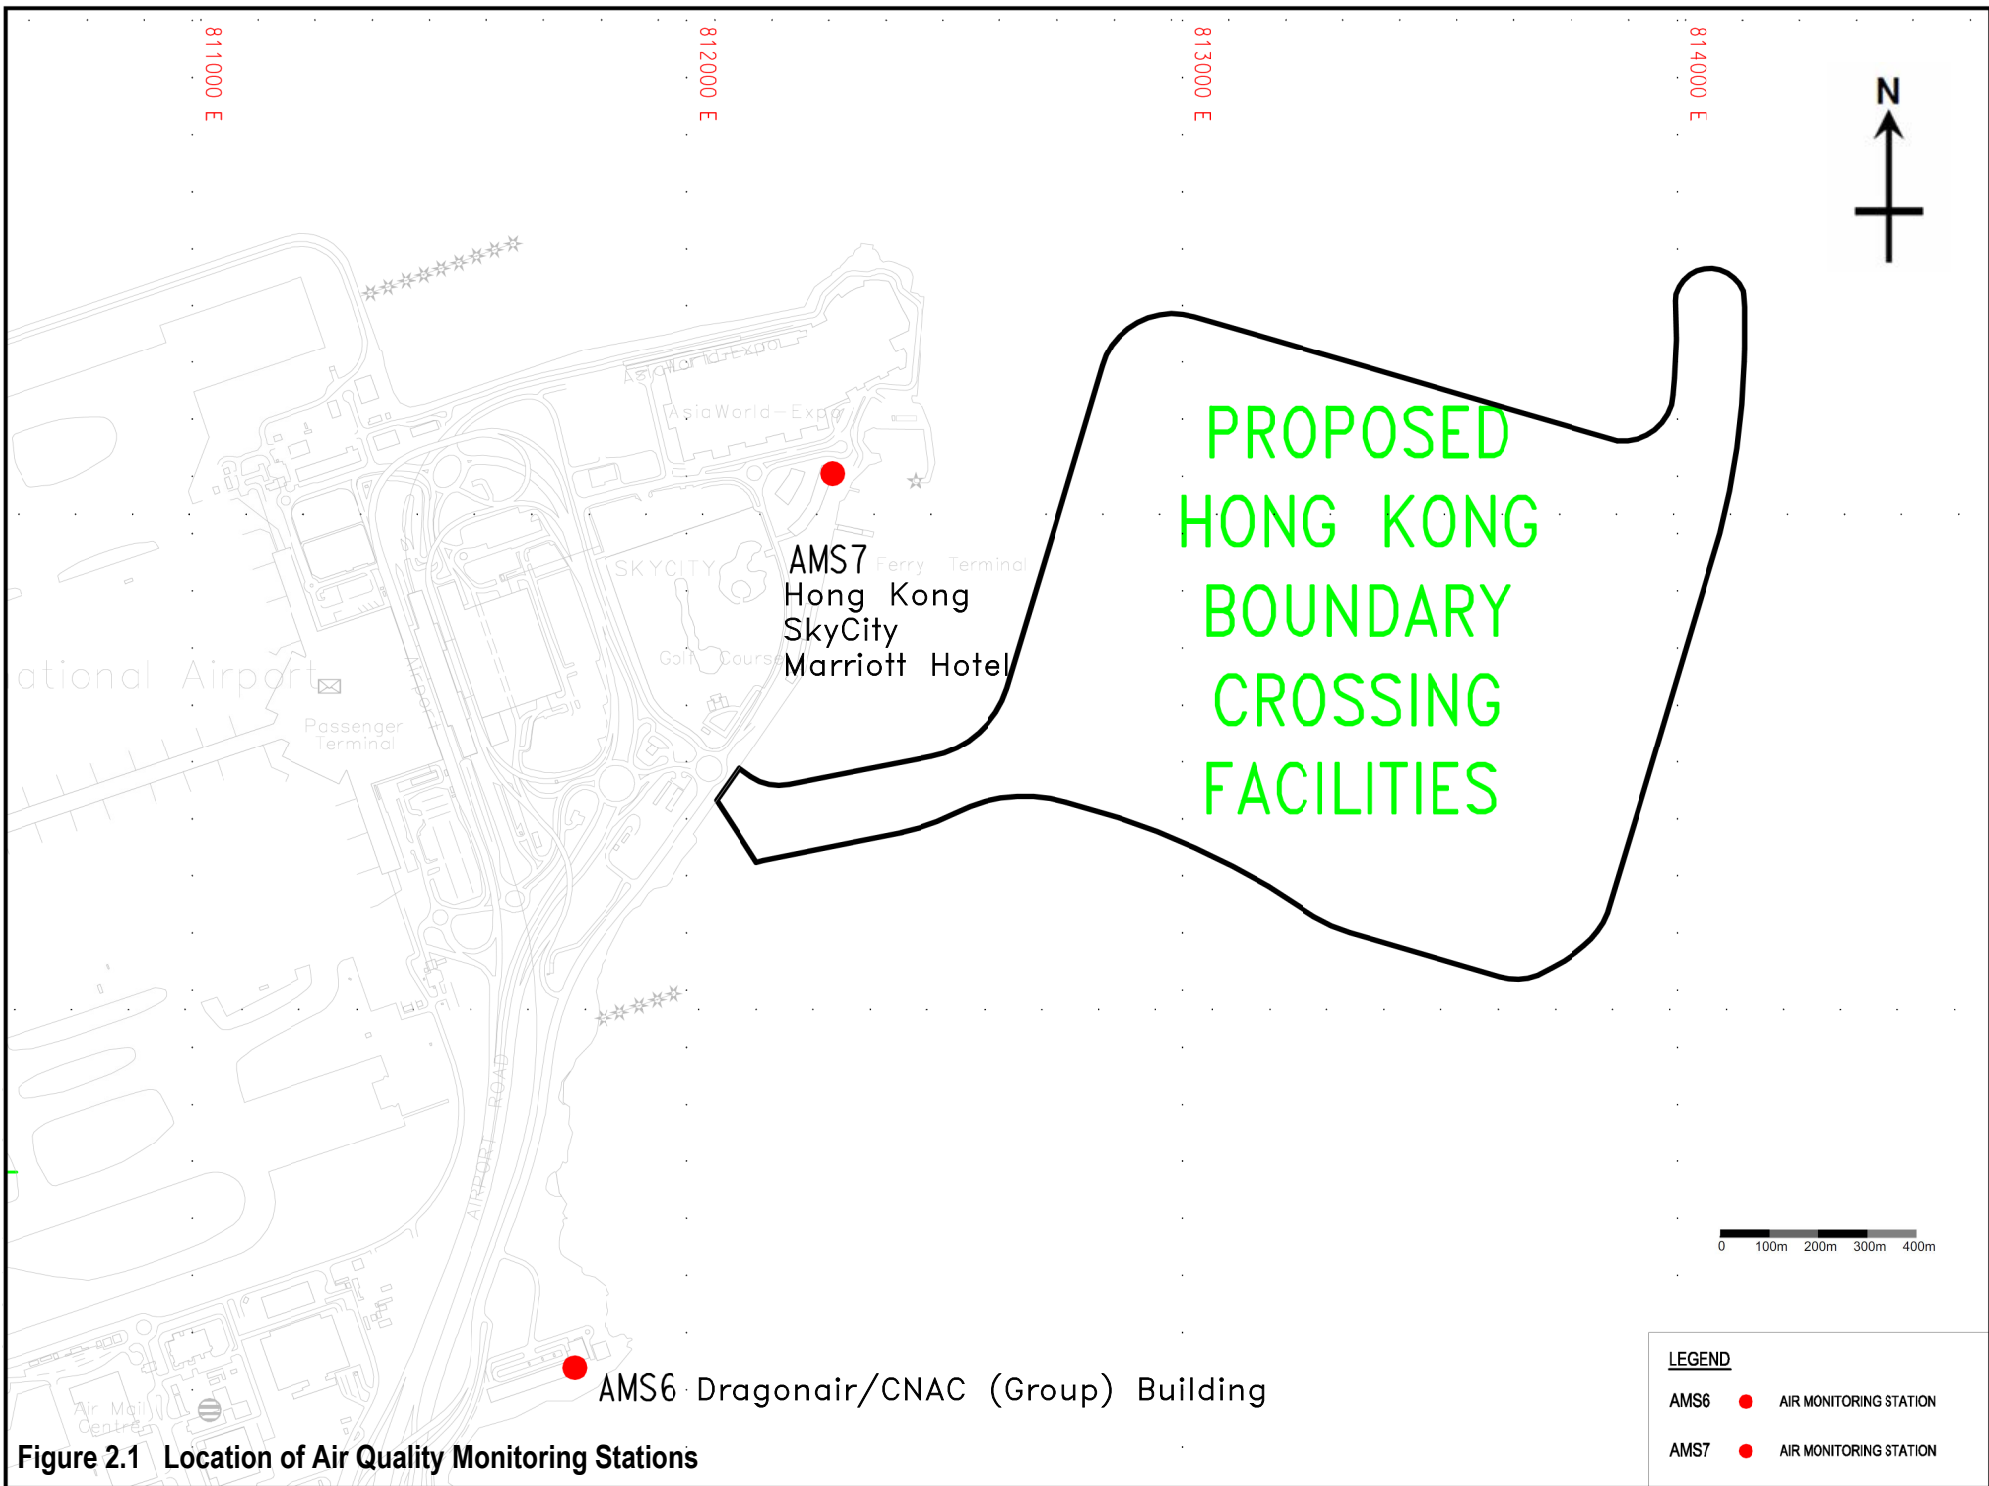 811000 E
812000 E
813000 E
814000 E
N
AsiaWorld-Expo
AsiaWorld-Expo
PROPOSED
HONG KONG
BOUNDARY
CROSSING
FACILITIES
SKYCITY
AMS7
Ferry Terminal
Hong Kong
SkyCity
Marriott Hotel
Golf Course
ational Airport
Airport
Passenger
Terminal
AIRPORT ROAD
0 100m 200m 300m 400m
AMS6 Dragonair/CNAC (Group) Building
Air Mail
Centre
LEGEND
AMS6 AIR MONITORING STATION
AMS7 AIR MONITORING STATION
Figure 2.1 Location of Air Quality Monitoring Stations